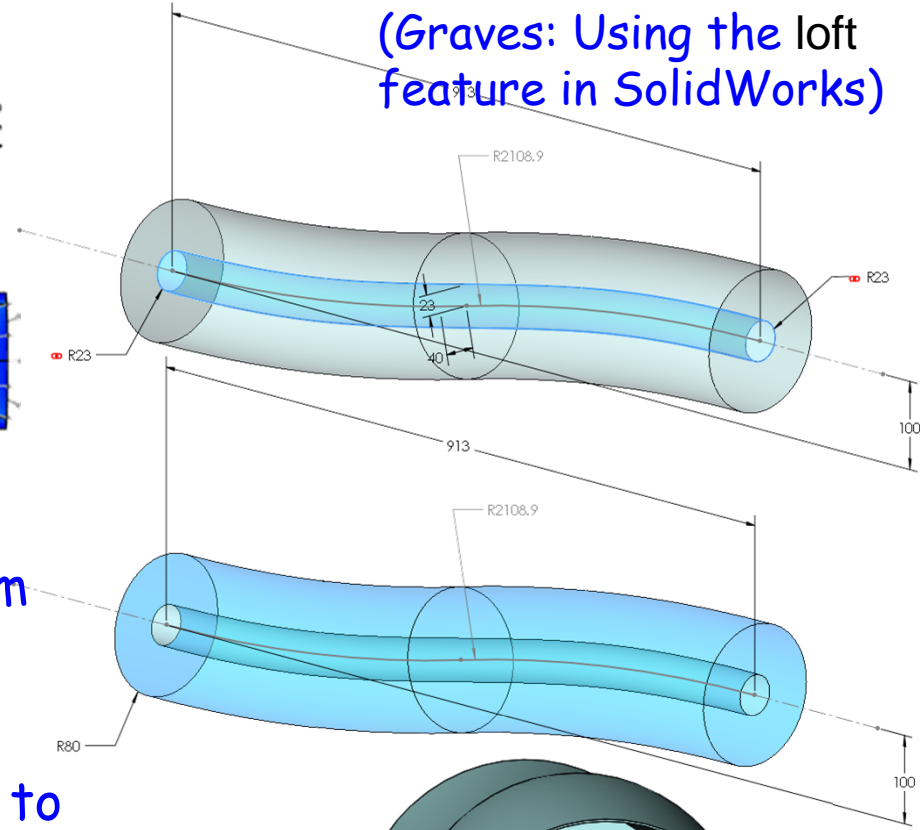 (Graves: Using the loft
feature in SolidWorks)
913
R2108.9
R23
23
R23
40
100
913
R2108.9
m
R80
100
to